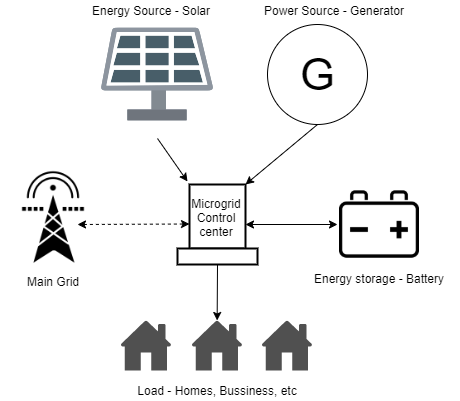 Energy Source - Solar
Power Source - Generator
G
Microgrid
Control
center
Main Grid
Energy storage - Battery
Load - Homes, Bussiness, etc